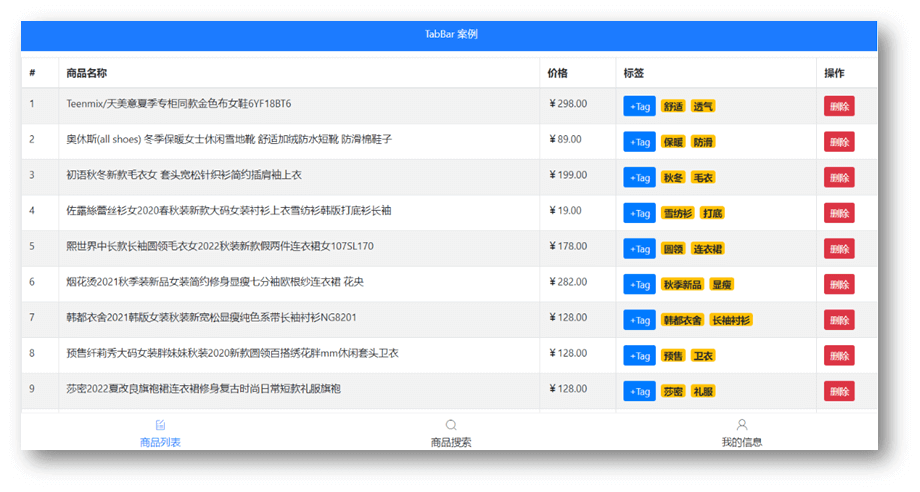 TabBar 案例
# 商品名称 价格 标签 操作
1 Teenmix/天美意夏季专柜同款金色布女鞋6YF18BT6 ¥298.00 +Tag 舒适 透气 删除
2 奥休斯(all shoes) 冬季保暖女士休闲雪地靴 舒适加绒防水短靴 防滑棉鞋子 ¥89.00 +Tag 保暖 防滑 删除
3 初语秋冬新款毛衣女 套头宽松针织衫简约插肩袖上衣 ¥199.00 +Tag 秋冬 毛衣 删除
4 佐露絲蕾丝衫女2020春秋装新款大码女装衬衫上衣雪纺衫韩版打底衫长袖 ¥19.00 +Tag 雪纺衫 打底 删除
5 熙世界中长款长袖圆领毛衣女2022秋装新款假两件连衣裙女107SL170 ¥178.00 +Tag 圆领 连衣裙 删除
6 烟花烫2021秋季装新品女装简约修身显瘦七分袖欧根纱连衣裙 花央 ¥282.00 +Tag 秋季新品 显瘦 删除
7 韩都衣舍2021韩版女装秋装新宽松显瘦纯色系带长袖衬衫NG8201 ¥128.00 +Tag 韩都衣舍 长袖衬衫 删除
8 预售纤莉秀大码女装胖妹妹秋装2020新款圆领百搭绣花胖mm休闲套头卫衣 ¥128.00 +Tag 预售 卫衣 删除
9 莎密2022夏改良旗袍裙连衣裙修身复古时尚日常短款礼服旗袍 ¥128.00 +Tag 莎密 礼服 删除
商品列表 商品搜索 我的信息